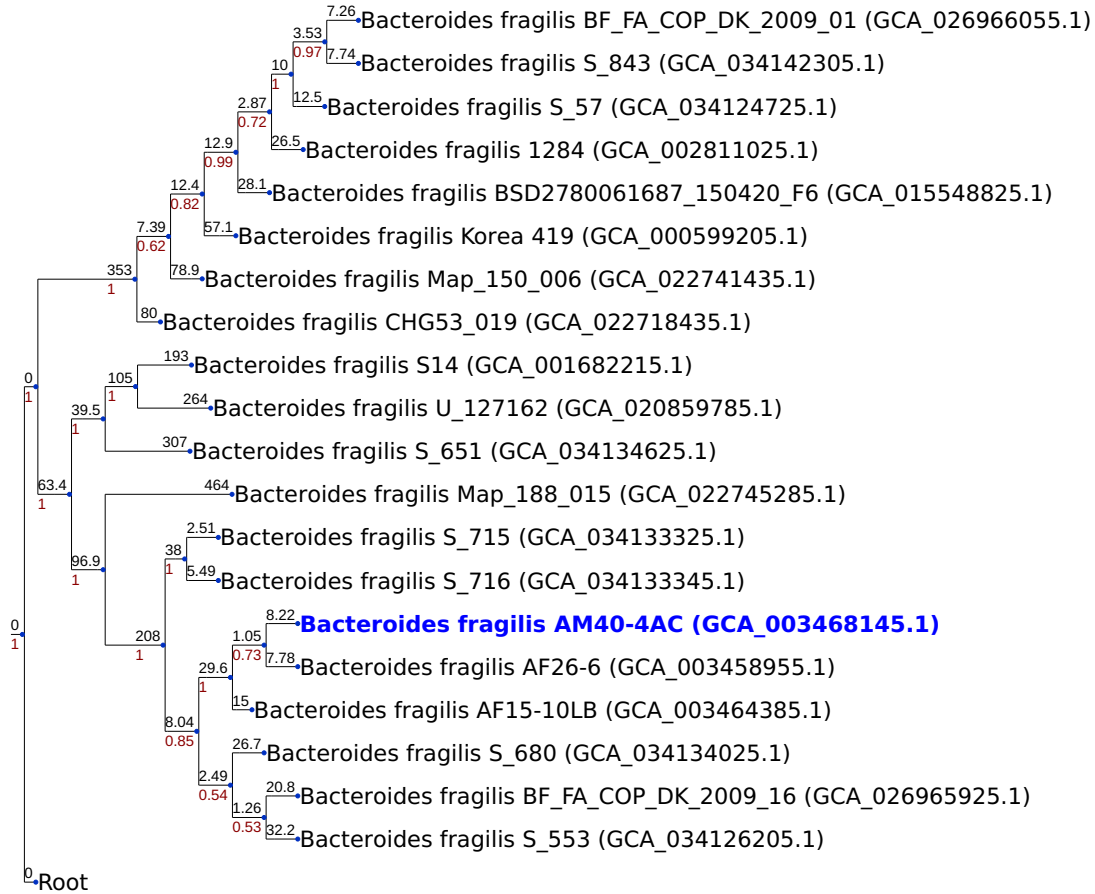 7.26 Bacteroides fragilis BF_FA_COP_DK_2009_01 (GCA_026966055.1)
3.53
0.97
7.74 Bacteroides fragilis S_843 (GCA_034142305.1)
10
1
12.5 Bacteroides fragilis S_57 (GCA_034124725.1)
2.87
0.72
26.5 Bacteroides fragilis 1284 (GCA_002811025.1)
12.9
0.99
28.1 Bacteroides fragilis BSD2780061687_150420_F6 (GCA_015548825.1)
12.4
0.82
57.1 Bacteroides fragilis Korea 419 (GCA_000599205.1)
7.39
0.62
78.9 Bacteroides fragilis Map_150_006 (GCA_022741435.1)
353
1
80 Bacteroides fragilis CHG53_019 (GCA_022718435.1)
193 Bacteroides fragilis S14 (GCA_001682215.1)
0
1
105
1
264 Bacteroides fragilis U_127162 (GCA_020859785.1)
39.5
1
307 Bacteroides fragilis S_651 (GCA_034134625.1)
63.4
1
464 Bacteroides fragilis Map_188_015 (GCA_022745285.1)
2.51 Bacteroides fragilis S_715 (GCA_034133325.1)
38
1
96.9
1
5.49 Bacteroides fragilis S_716 (GCA_034133345.1)
8.22 Bacteroides fragilis AM40-4AC (GCA_003468145.1)
0
1
208
1
1.05
0.73
7.78 Bacteroides fragilis AF26-6 (GCA_003458955.1)
29.6
1
15 Bacteroides fragilis AF15-10LB (GCA_003464385.1)
8.04
0.85
26.7 Bacteroides fragilis S_680 (GCA_034134025.1)
2.49
0.54
20.8 Bacteroides fragilis BF_FA_COP_DK_2009_16 (GCA_026965925.1)
1.26
0.53
32.2 Bacteroides fragilis S_553 (GCA_034126205.1)
0 Root